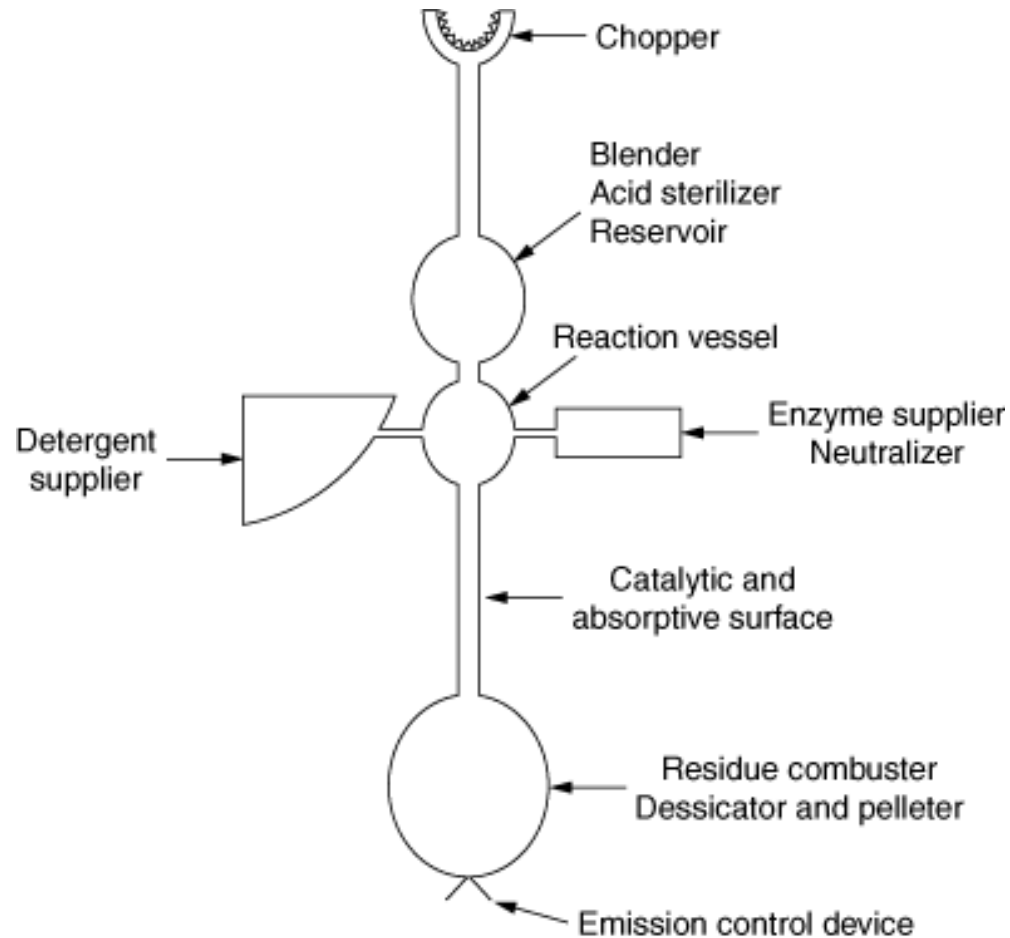 Chopper
Blender
Acid sterilizer
Reservoir
Reaction vessel
Detergent
supplier
Enzyme supplier
Neutralizer
Catalytic and
absorptive surface
Residue combuster
Dessicator and pelleter
Emission control device